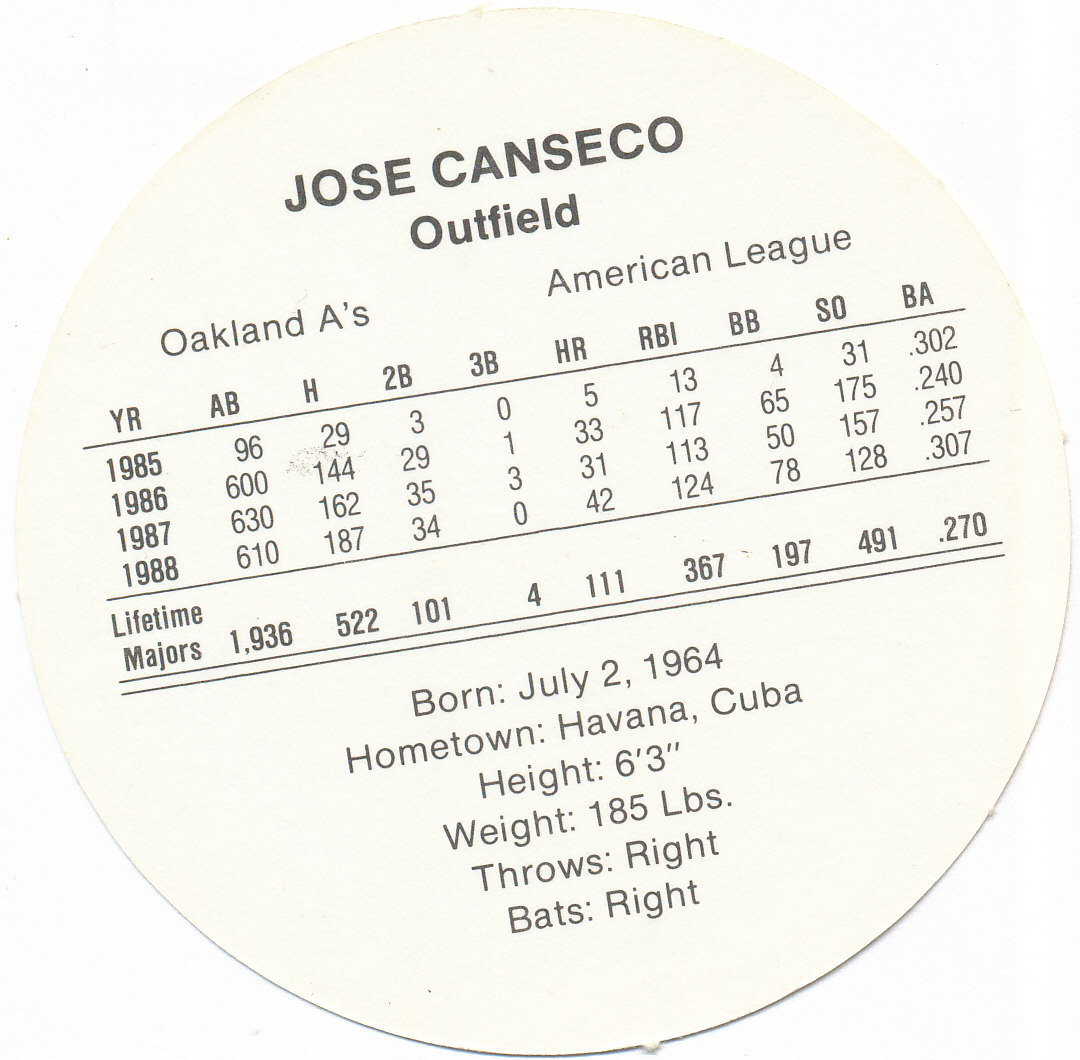 JOSE CANSECO
Outfield
Oakland A's American League
YR AB H 2B 3B HR RBI BB SO BA
1985 96 29 3 0 5 13 4 31 .302
1986 600 144 29 1 33 117 65 175 .240
1987 630 162 35 3 31 113 50 157 .257
1988 610 187 34 0 42 124 78 128 .307
Lifetime
Majors 1,936 522 101 4 111 367 197 491 .270
Born: July 2, 1964
Hometown: Havana, Cuba
Height: 6'3"
Weight: 185 Lbs.
Throws: Right
Bats: Right